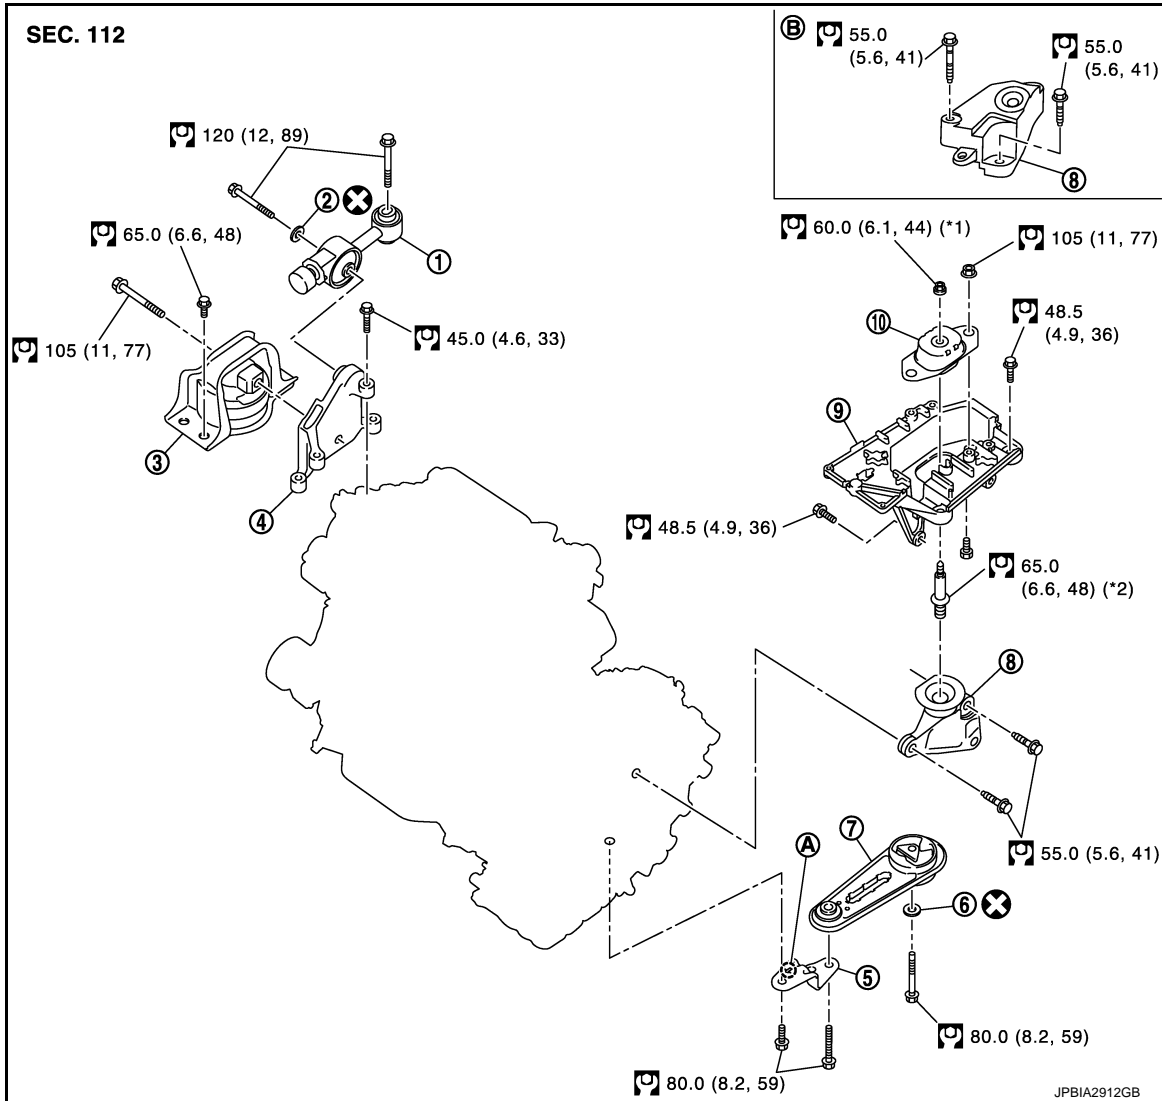 SEC. 112
B
55.0
(5.6, 41)
55.0
(5.6, 41)
8
120 (12, 89)
2
65.0 (6.6, 48)
1
60.0 (6.1, 44) (*1)
105 (11, 77)
48.5
(4.9, 36)
10
45.0 (4.6, 33)
105 (11, 77)
9
3
4
48.5 (4.9, 36)
65.0
(6.6, 48) (*2)
8
7
A
55.0 (5.6, 41)
6
5
80.0 (8.2, 59)
80.0 (8.2, 59)
JPBIA2912GB